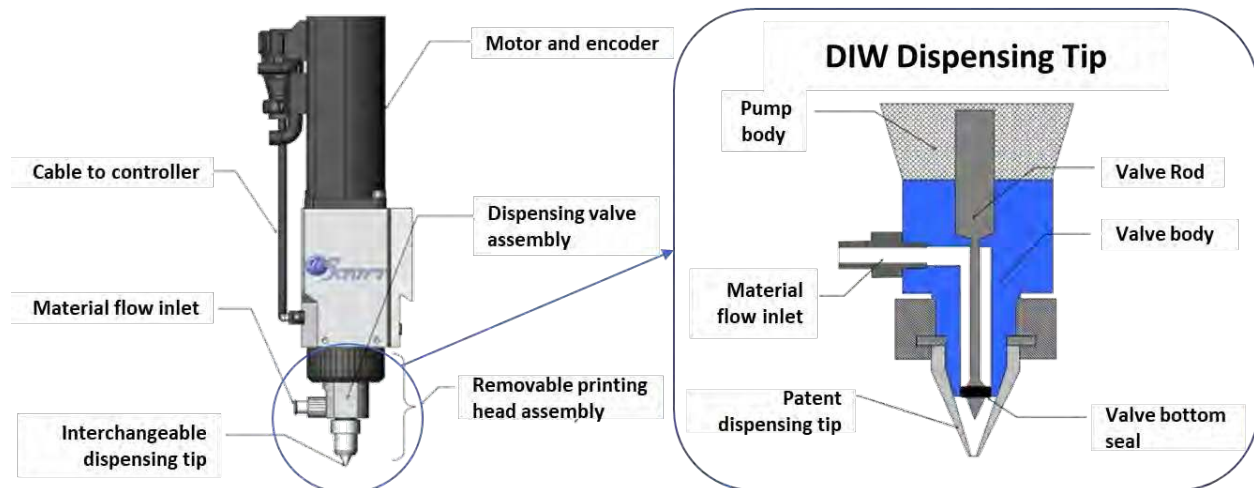 Motor and encoder
Cable to controller
Dispensing valve
assembly
Material flow inlet
Removable printing
head assembly
Interchangeable
dispensing tip
DIW Dispensing Tip
Pump
body
Valve Rod
Valve body
Material
flow inlet
Patent
dispensing tip
Valve bottom
seal